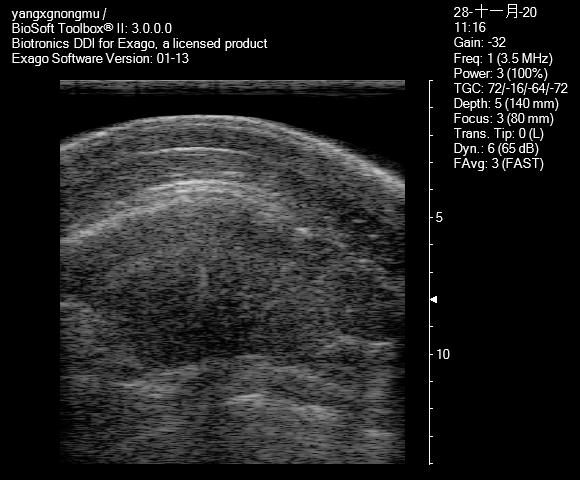 yangxgnongmu /
BioSoft Toolbox® II: 3.0.0.0
Biotronics DDI for Exago, a licensed product
Exago Software Version: 01-13
28-十一月-20
11:16
Gain: -32
Freq: 1 (3.5 MHz)
Power: 3 (100%)
TGC: 72/-16/-64/-72
Depth: 5 (140 mm)
Focus: 3 (80 mm)
Trans. Tip: 0 (L)
Dyn.: 6 (65 dB)
FAvg: 3 (FAST)
5
10